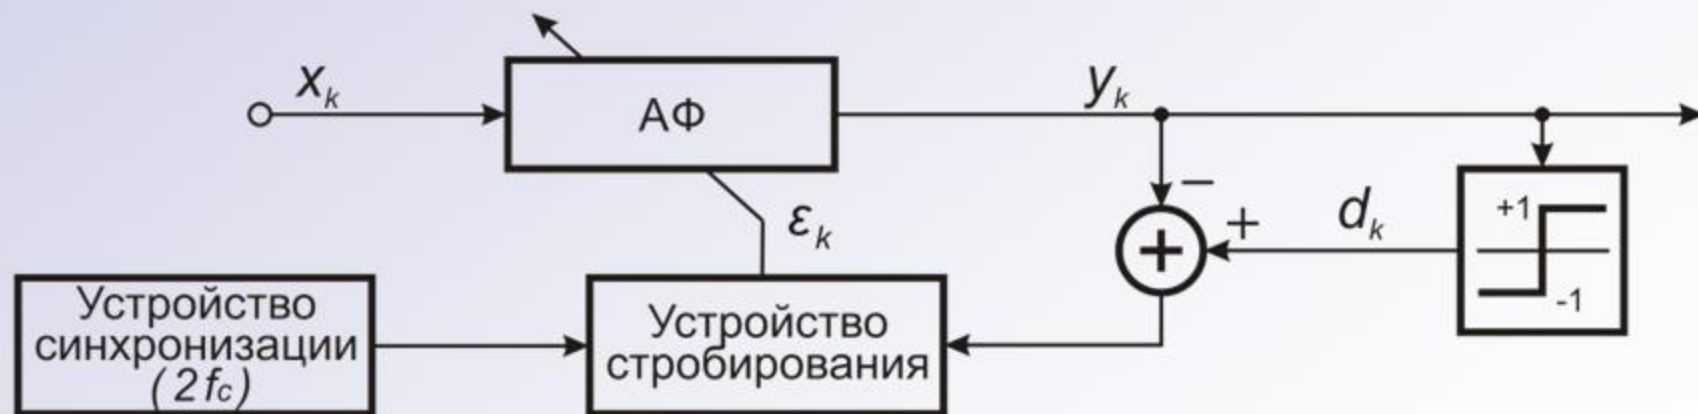 x_k
АФ
y_k
−
+
d_k
+1
-1
ε_k
+
Устройство
синхронизации
(2f_c)
Устройство
стробирования